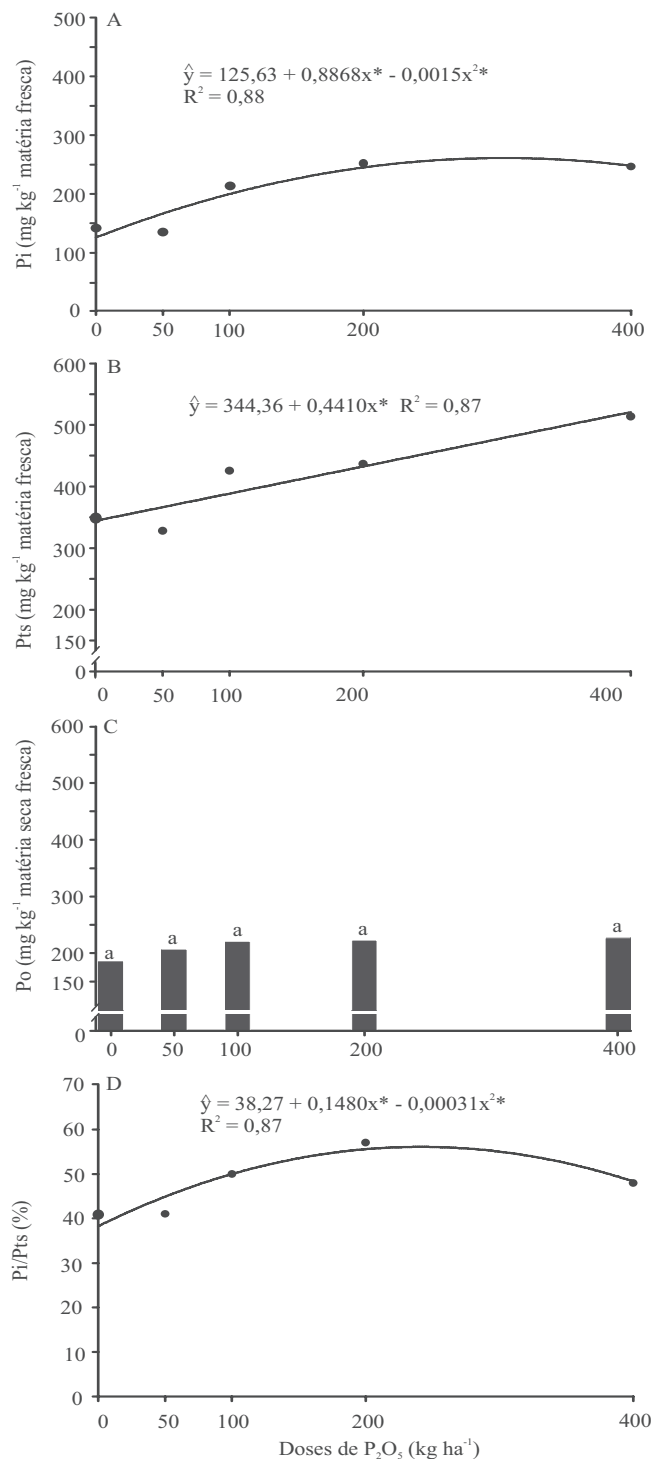 A
500
400
300
200
100
0
Pi (mg kg⁻¹ matéria fresca)
ŷ = 125,63 + 0,8868x* - 0,0015x²*
R² = 0,88
0 50 100 200 400
B
600
500
400
300
200
150
0
Pts (mg kg⁻¹ matéria fresca)
ŷ = 344,36 + 0,4410x* R² = 0,87
0 50 100 200 400
C
600
500
400
300
200
150
0
Po (mg kg⁻¹ matéria seca fresca)
a a a a a
0 50 100 200 400
D
70
60
50
40
30
20
10
0
Pi/Pts (%)
ŷ = 38,27 + 0,1480x* - 0,00031x²*
R² = 0,87
0 50 100 200 400
Doses de P₂O₅ (kg ha⁻¹)